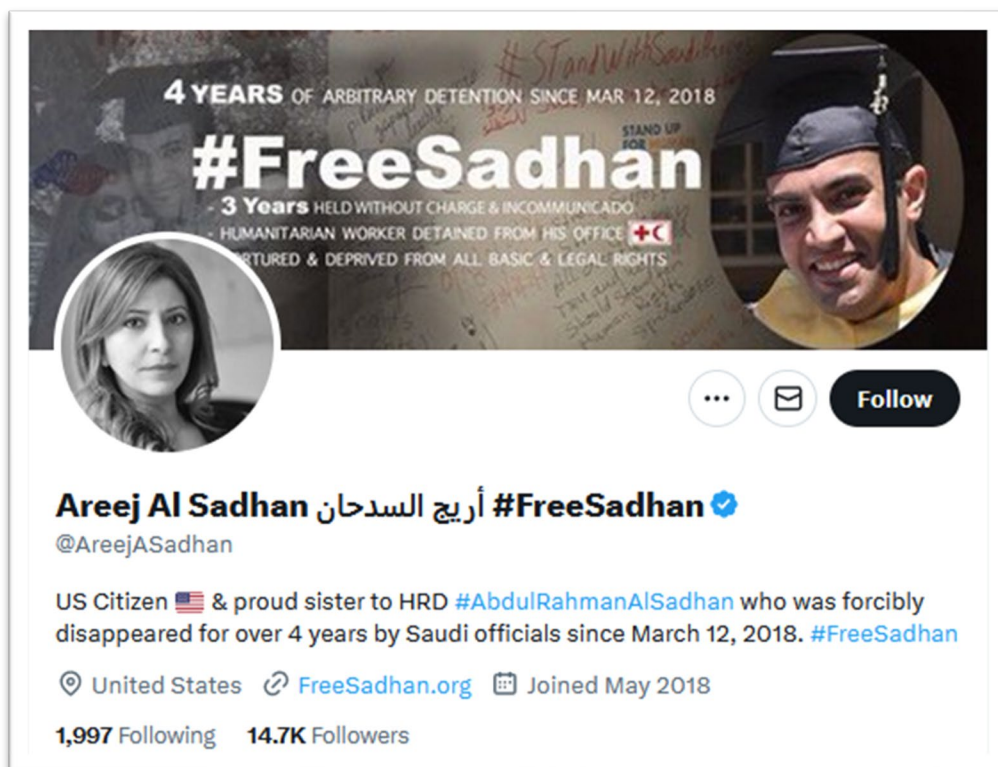 #STandWithSaudiHeroes
4 YEARS OF ARBITRARY DETENTION SINCE MAR 12, 2018
STAND UP
FOR HUMAN
#FreeSadhan
- 3 Years HELD WITHOUT CHARGE & INCOMMUNICADO
- HUMANITARIAN WORKER DETAINED FROM HIS OFFICE
RTURED & DEPRIVED FROM ALL BASIC & LEGAL RIGHTS
Follow
Areej Al Sadhan أريج السدحان #FreeSadhan
@AreejASadhan
US Citizen 🇺🇸 & proud sister to HRD #AbdulRahmanAlSadhan who was forcibly
disappeared for over 4 years by Saudi officials since March 12, 2018. #FreeSadhan
United States FreeSadhan.org Joined May 2018
1,997 Following 14.7K Followers